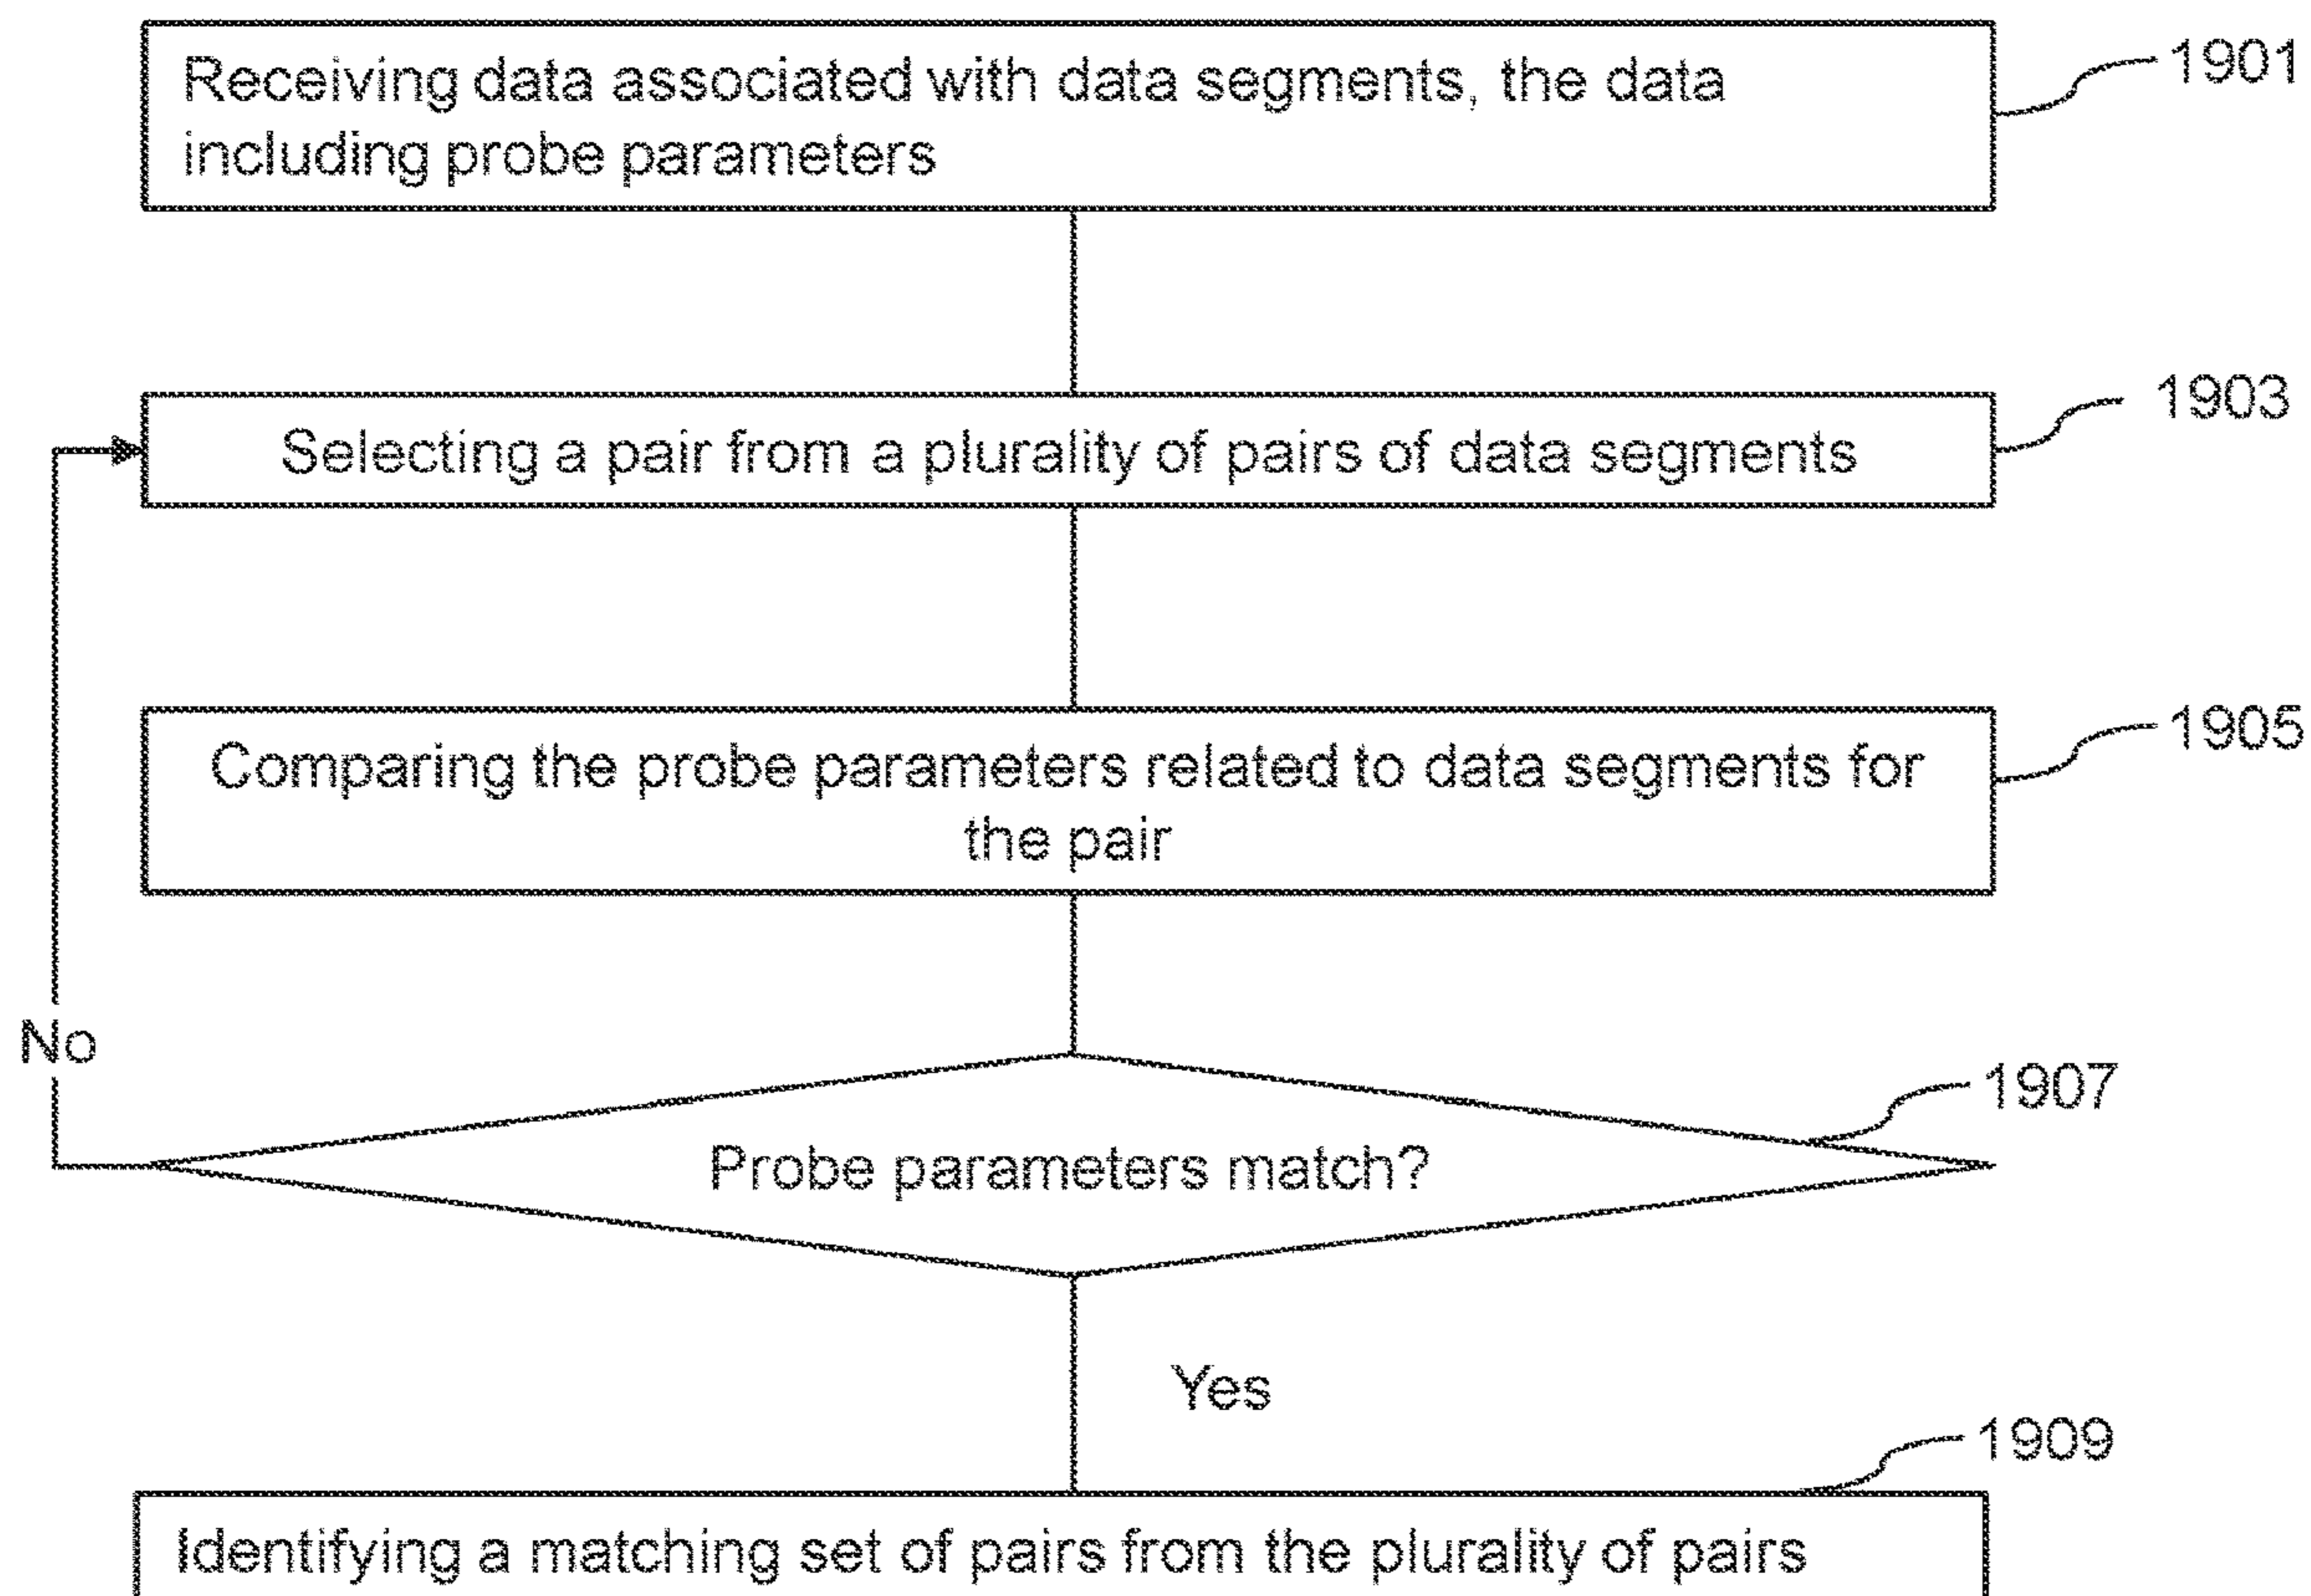 Receiving data associated with data segments, the data
including probe parameters
1901
Selecting a pair from a plurality of pairs of data segments
1903
Comparing the probe parameters related to data segments for
the pair
1905
No
Probe parameters match?
1907
Yes
1909
Identifying a matching set of pairs from the plurality of pairs